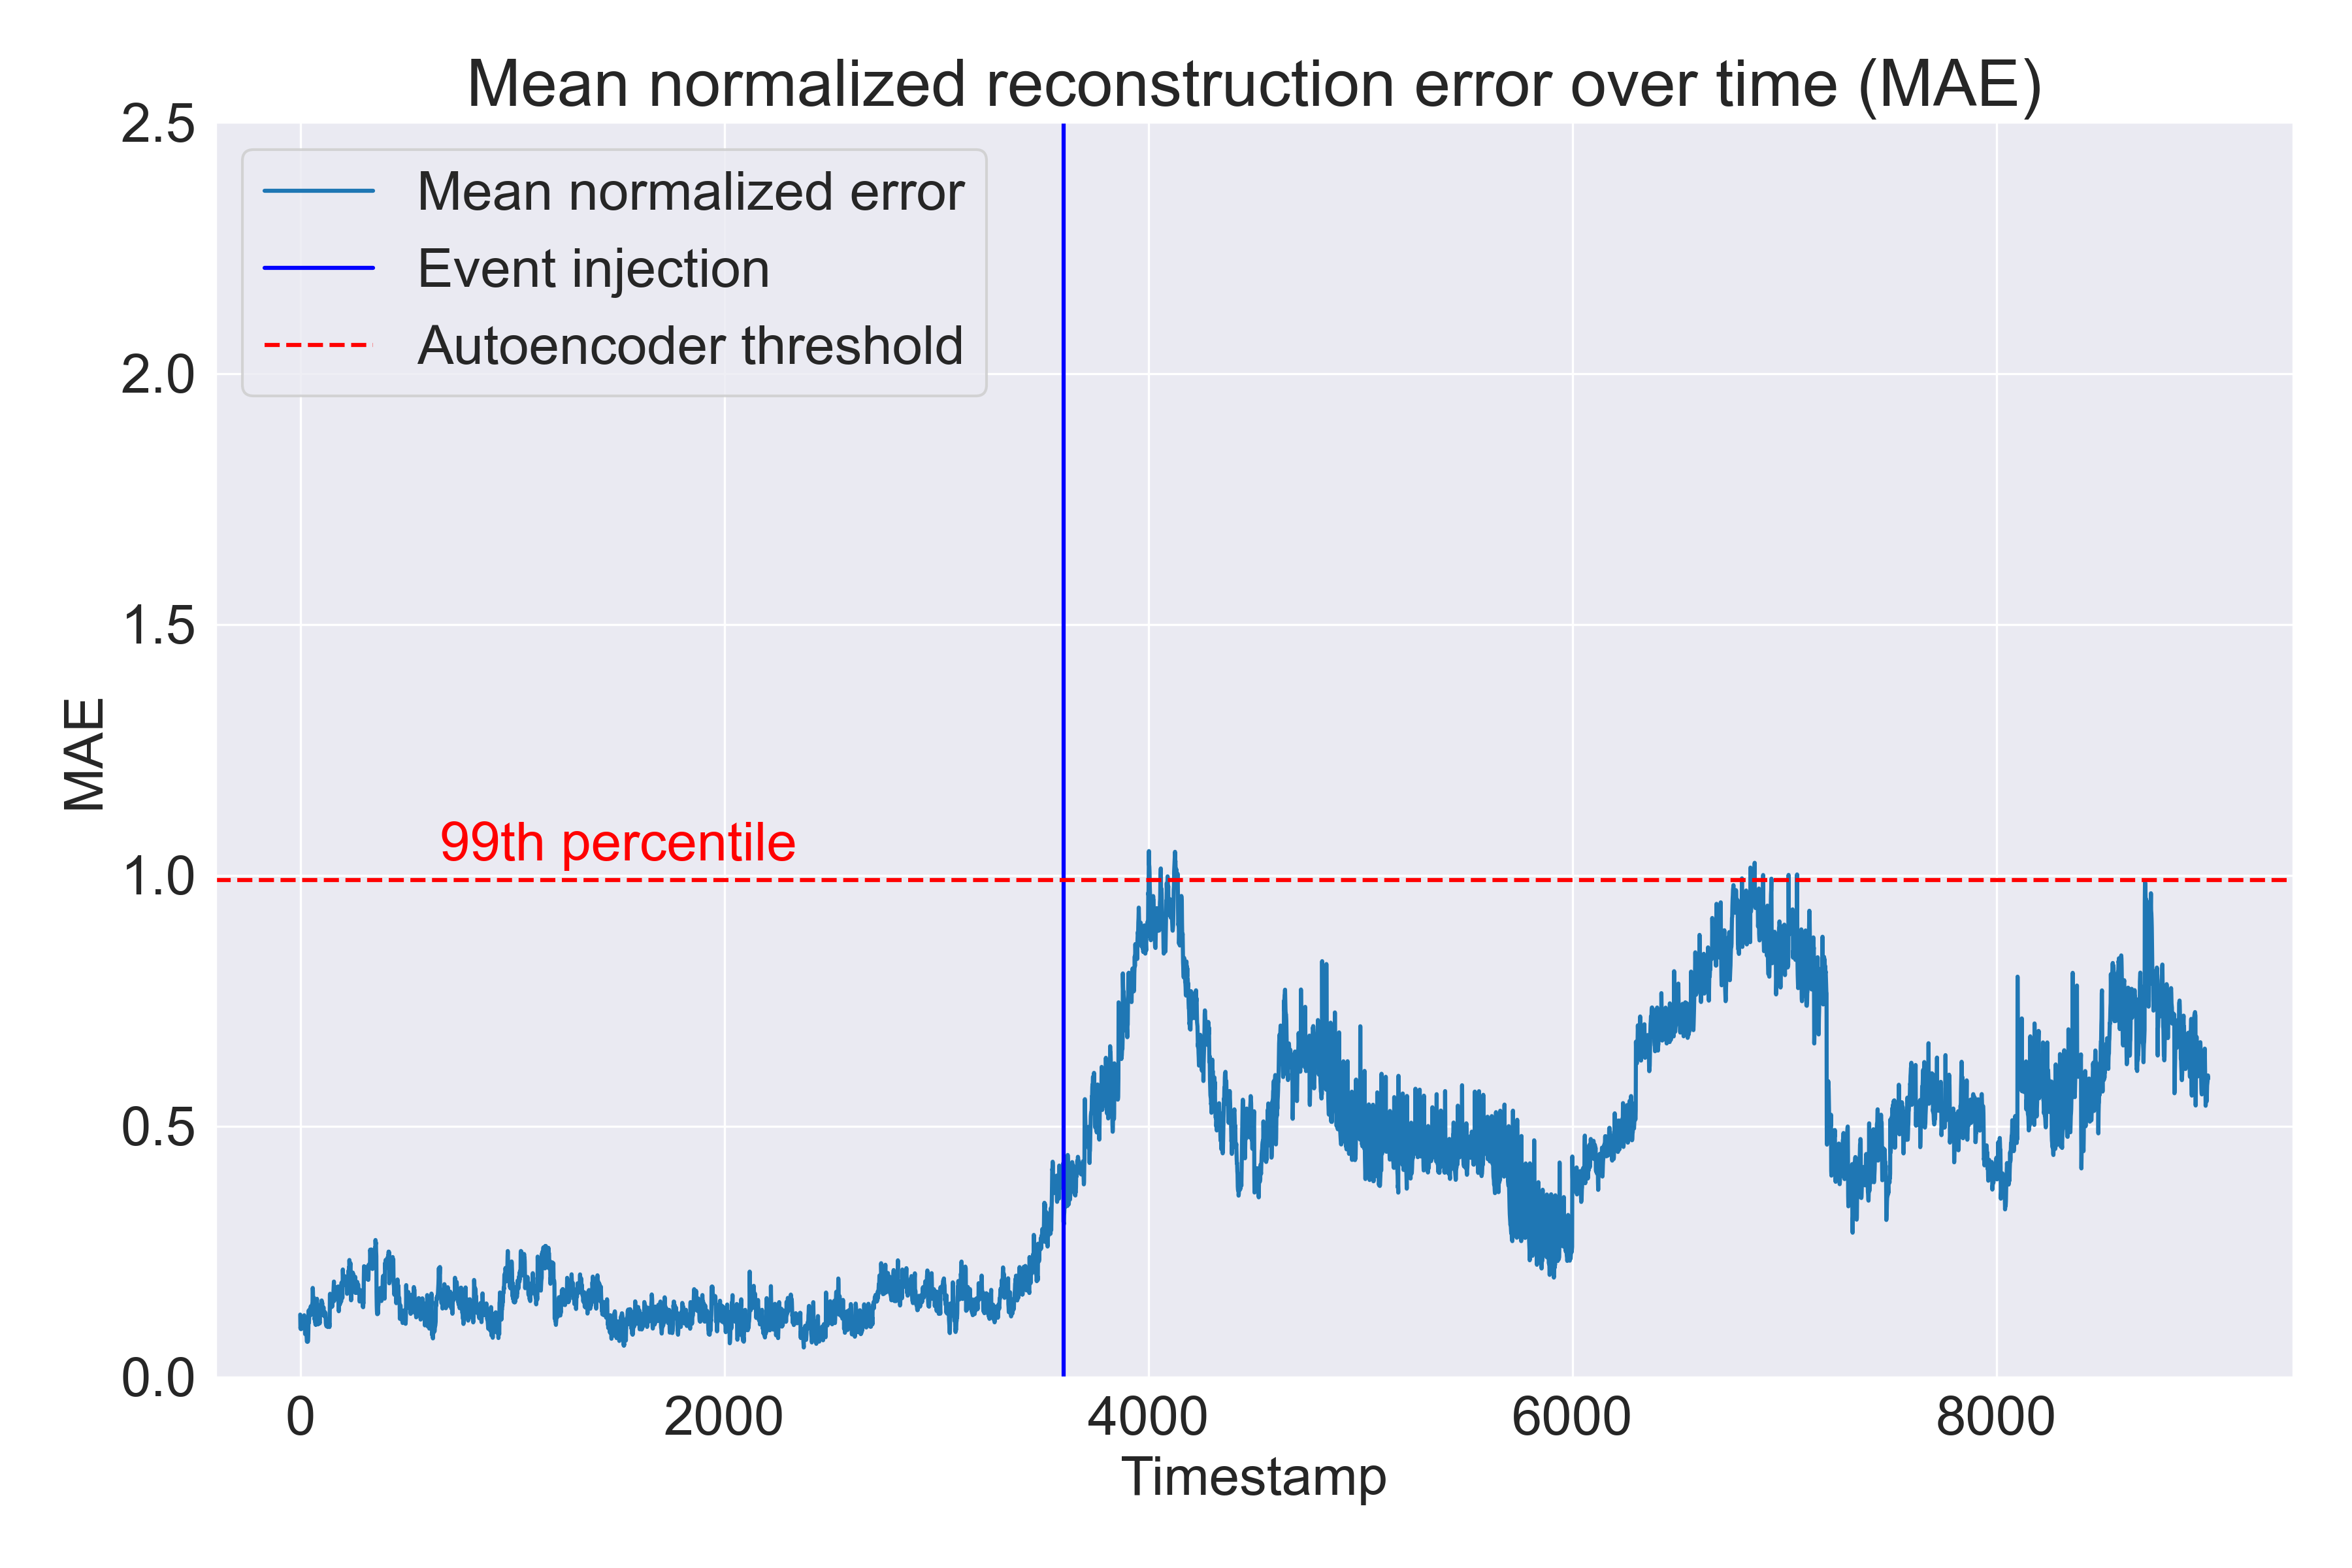 Mean normalized reconstruction error over time (MAE)
2.5
2.0
1.5
1.0
0.5
0.0
MAE
Mean normalized error
Event injection
Autoencoder threshold
99th percentile
0 2000 4000 6000 8000
Timestamp